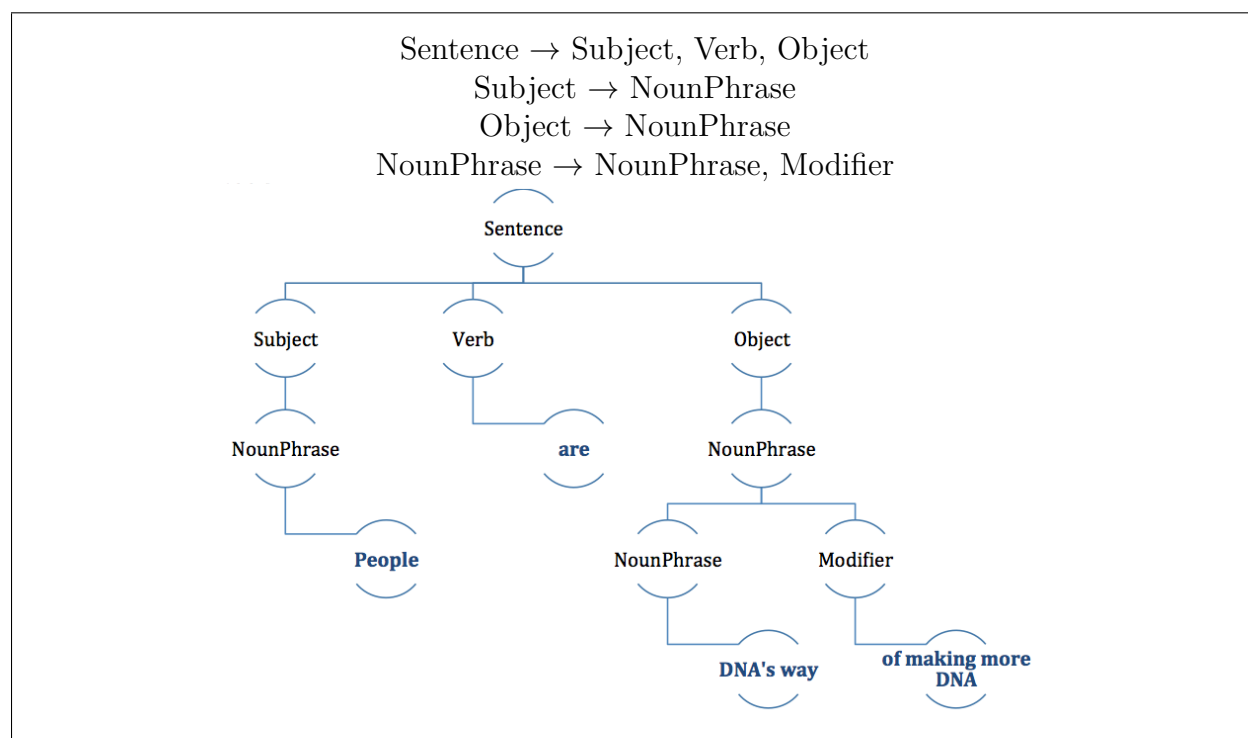 Sentence → Subject, Verb, Object
Subject → NounPhrase
Object → NounPhrase
NounPhrase → NounPhrase, Modifier
Sentence
Subject
Verb
Object
NounPhrase
are
NounPhrase
People
NounPhrase
Modifier
DNA's way
of making more
DNA